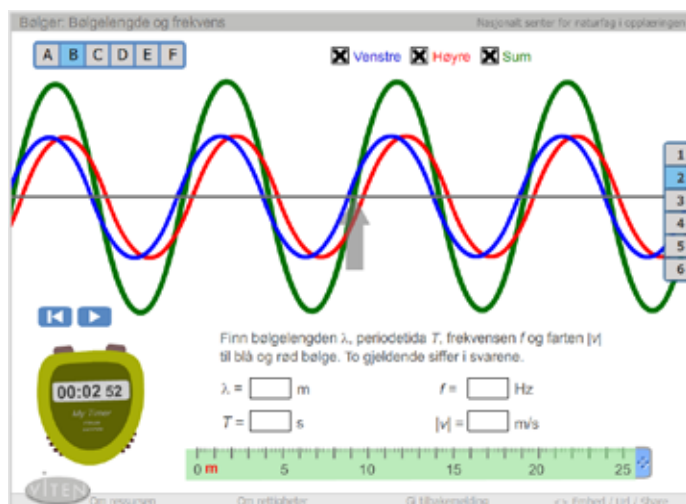 Bølger: Bølgelengde og frekvens
Nasjonalt senter for naturfag i opplæringen
A B C D E F
Venstre Høyre Sum
1
2
3
4
5
6
Finn bølgelengden λ, periodetida T, frekvensen f og farten |v|
til blå og rød bølge. To gjeldende siffer i svarene.
00:02 52
My Timer
λ = m f = Hz
T = s |v| = m/s
0 m 5 10 15 20 25
VITEN
Om ressursen Om rettigheter Gi tilbakemelding <> Embed / Url / Share